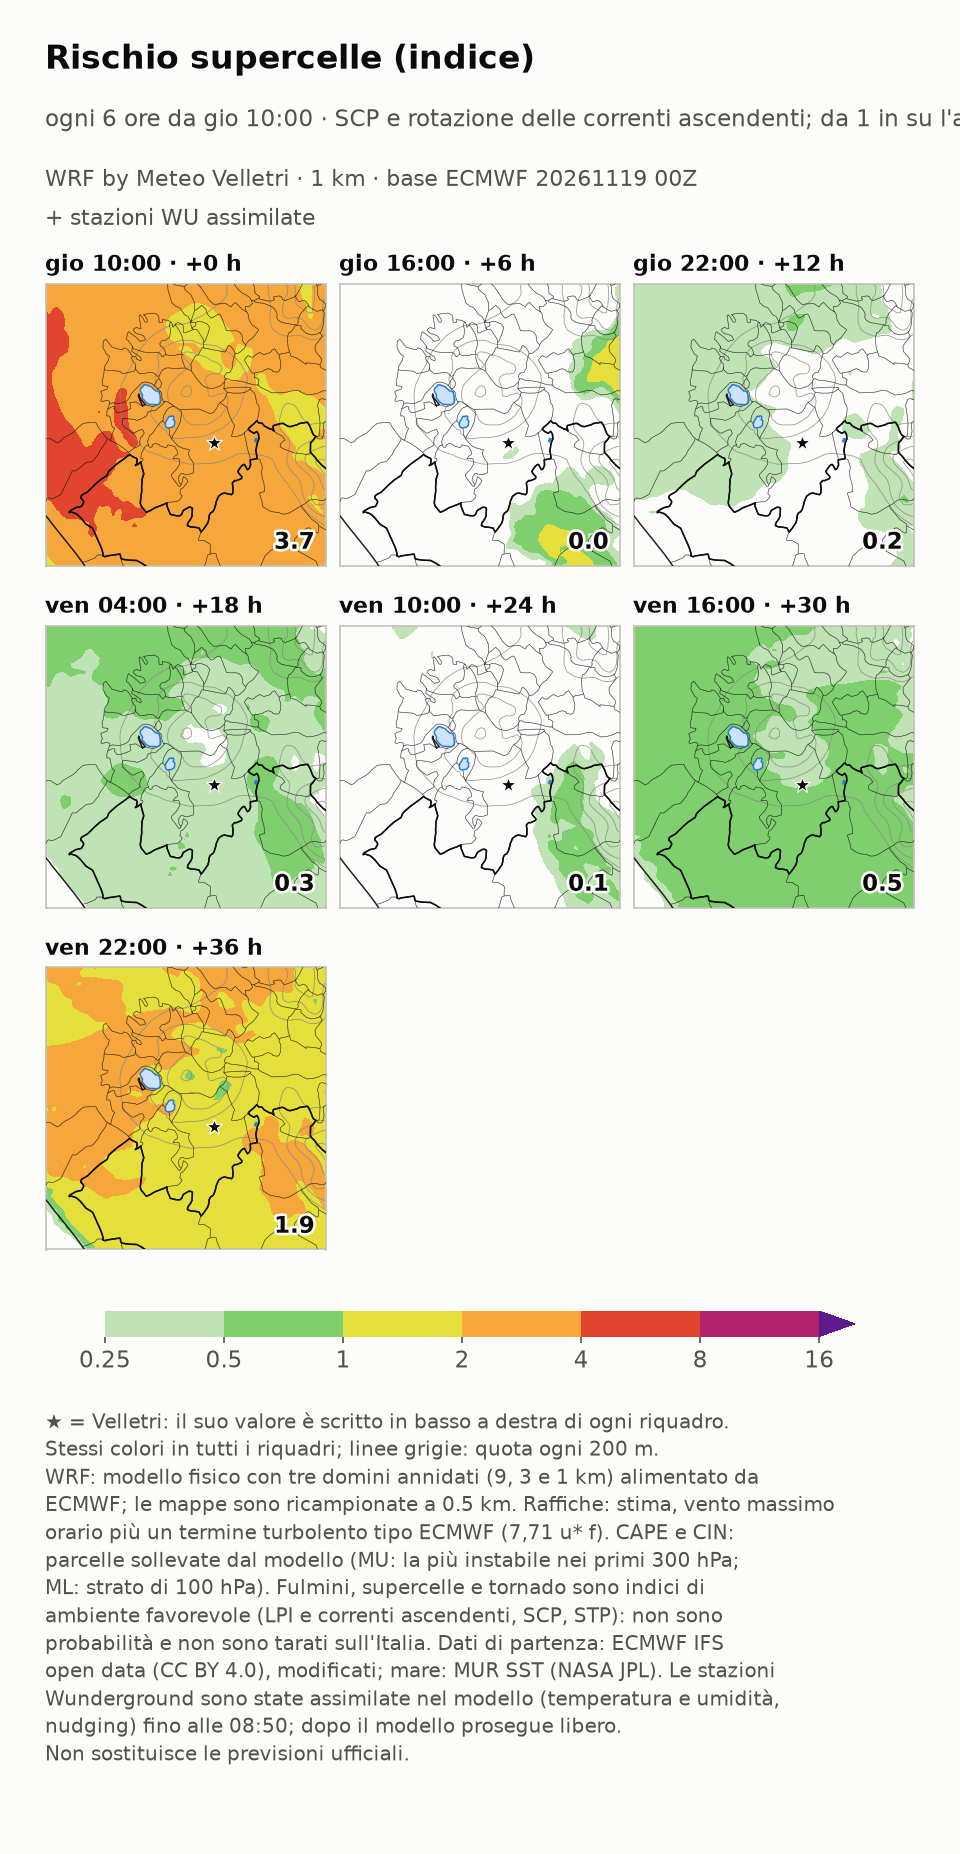 Rischio supercelle (indice)
ogni 6 ore da gio 10:00 · SCP e rotazione delle correnti ascendenti; da 1 in su l'a
WRF by Meteo Velletri · 1 km · base ECMWF 20261119 00Z
+ stazioni WU assimilate
gio 10:00 · +0 h
gio 16:00 · +6 h
gio 22:00 · +12 h
3.7
0.0
0.2
ven 04:00 · +18 h
ven 10:00 · +24 h
ven 16:00 · +30 h
0.3
0.1
0.5
ven 22:00 · +36 h
1.9
0.25 0.5 1 2 4 8 16
★ = Velletri: il suo valore è scritto in basso a destra di ogni riquadro.
Stessi colori in tutti i riquadri; linee grigie: quota ogni 200 m.
WRF: modello fisico con tre domini annidati (9, 3 e 1 km) alimentato da
ECMWF; le mappe sono ricampionate a 0.5 km. Raffiche: stima, vento massimo
orario più un termine turbolento tipo ECMWF (7,71 u* f). CAPE e CIN:
parcelle sollevate dal modello (MU: la più instabile nei primi 300 hPa;
ML: strato di 100 hPa). Fulmini, supercelle e tornado sono indici di
ambiente favorevole (LPI e correnti ascendenti, SCP, STP): non sono
probabilità e non sono tarati sull'Italia. Dati di partenza: ECMWF IFS
open data (CC BY 4.0), modificati; mare: MUR SST (NASA JPL). Le stazioni
Wunderground sono state assimilate nel modello (temperatura e umidità,
nudging) fino alle 08:50; dopo il modello prosegue libero.
Non sostituisce le previsioni ufficiali.